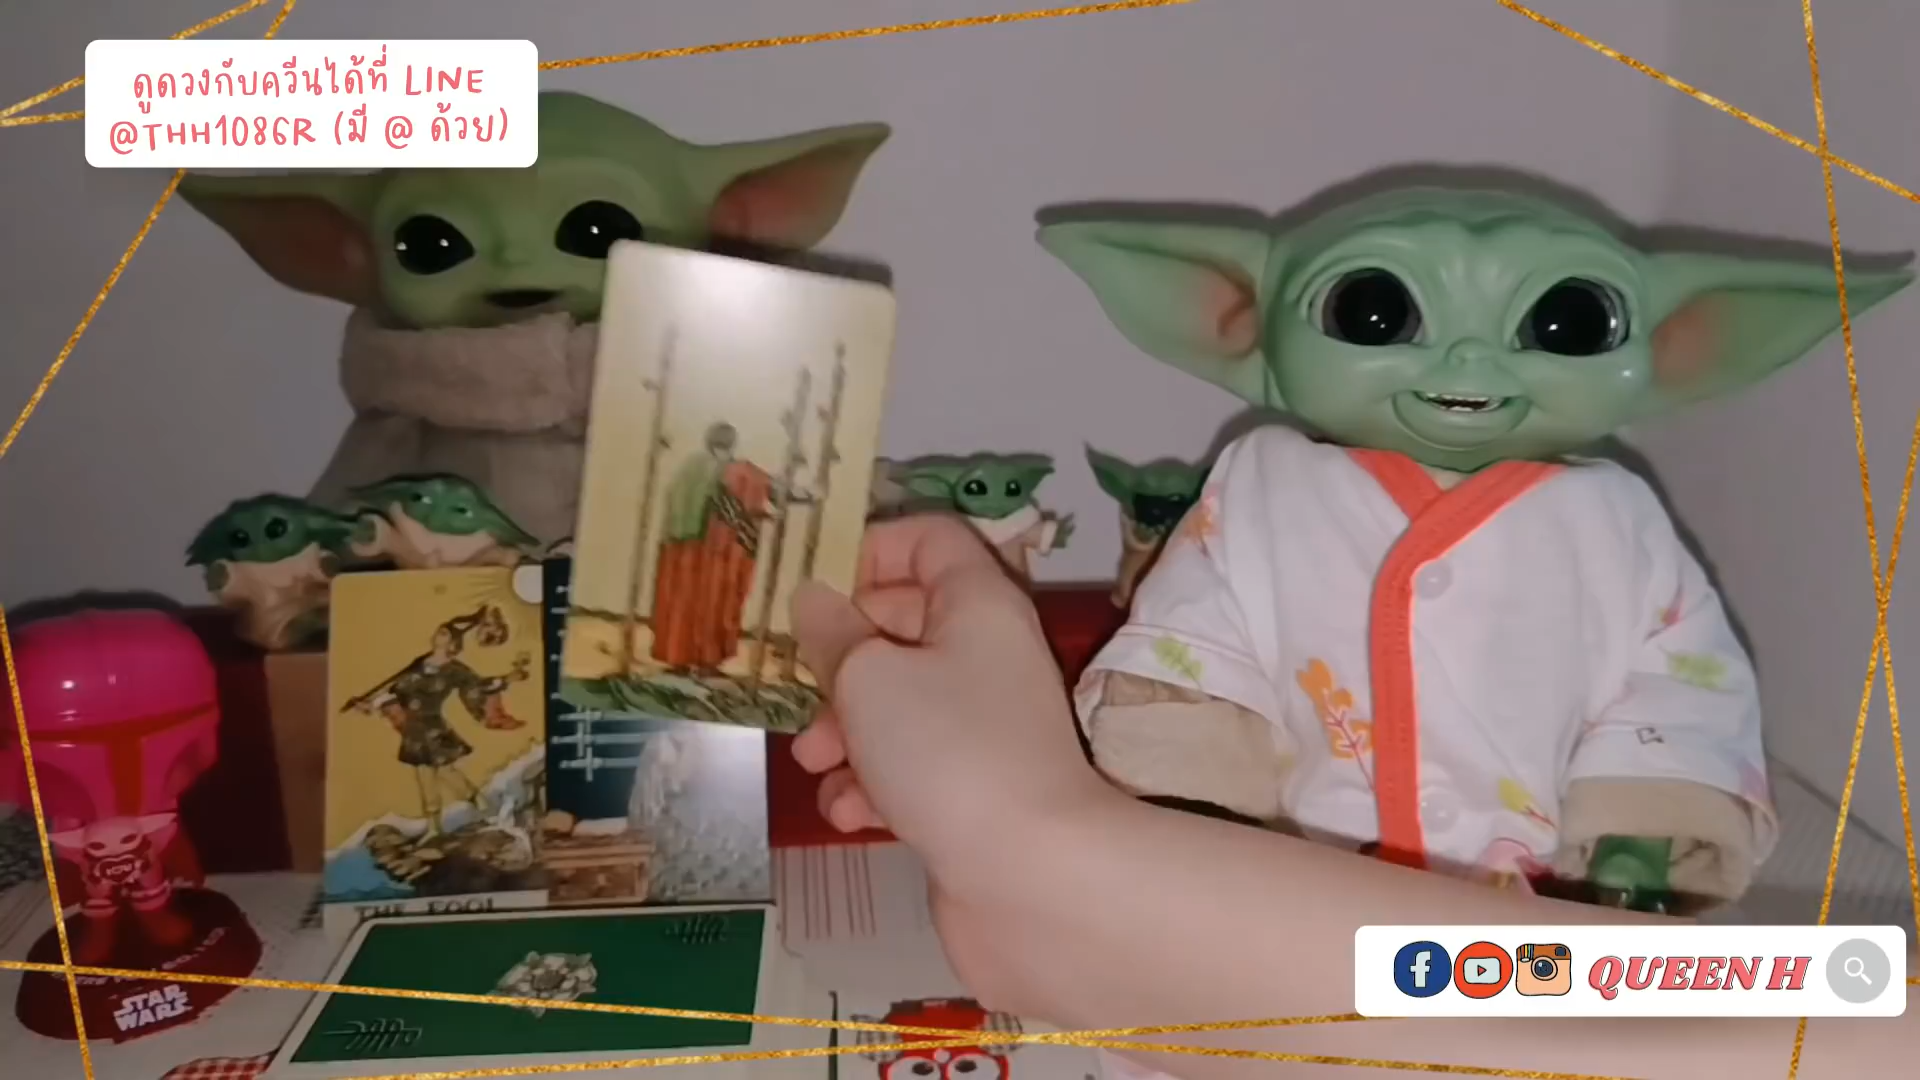 ดูดวงกับควีนได้ที่ LINE
@THH1086R (มี @ ด้วย)
THE FOOL
STAR
WARS
QUEEN H